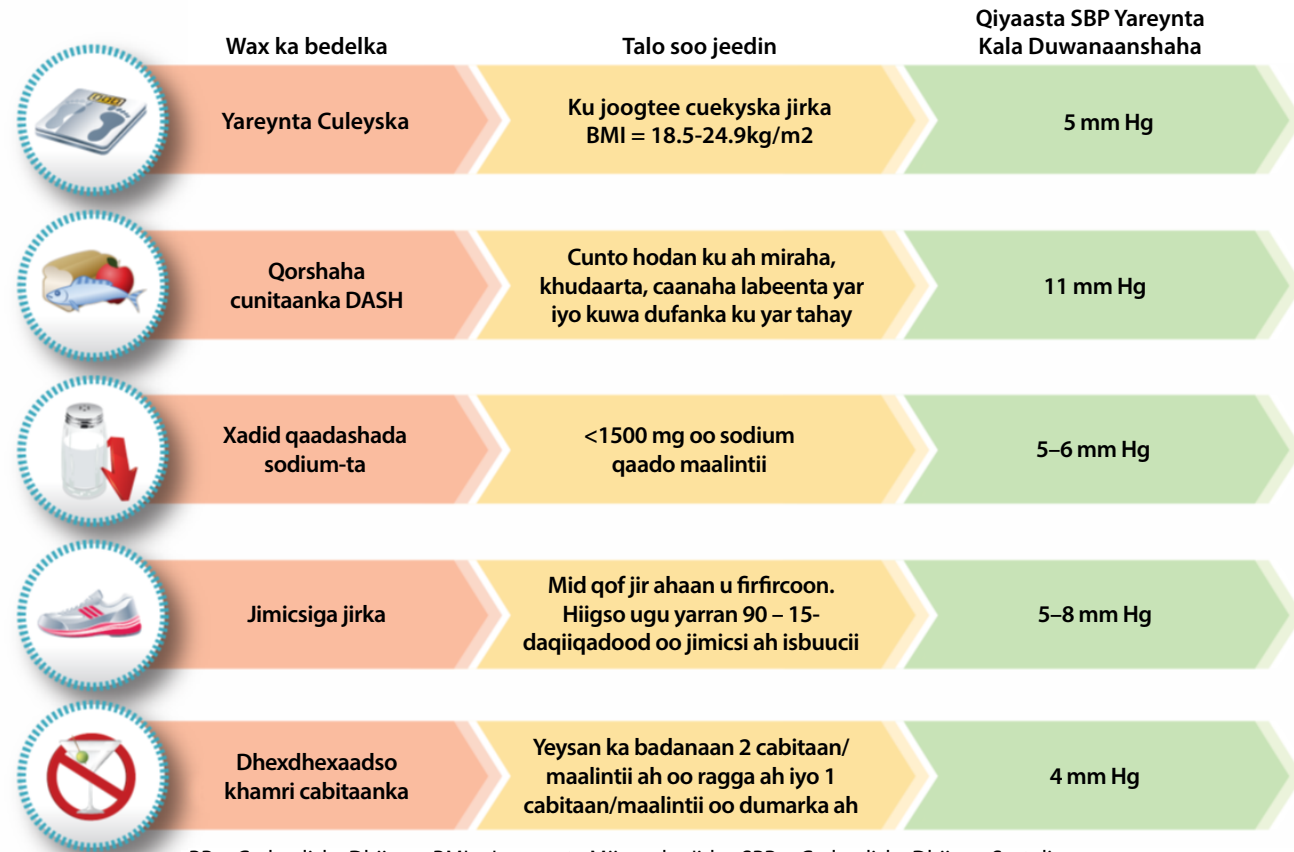 Wax ka bedelka
Talo soo jeedin
Qiyaasta SBP Yareynta
Kala Duwanaanshaha
Yareynta Culeyska
Ku joogtee cuekyska jirka
BMI = 18.5-24.9kg/m2
5 mm Hg
Qorshaha
cunitaanka DASH
Cunto hodan ku ah miraha,
khudaarta, caanaha labeenta yar
iyo kuwa dufanka ku yar tahay
11 mm Hg
Xadid qaadashada
sodium-ta
<1500 mg oo sodium
qaado maalintii
5–6 mm Hg
Jimicsiga jirka
Mid qof jir ahaan u firfircoon.
Hiigso ugu yarran 90 – 15-
daqiiqadood oo jimicsi ah isbuucii
5–8 mm Hg
Dhexdhexaadso
khamri cabitaanka
Yeysan ka badanaan 2 cabitaan/
maalintii ah oo ragga ah iyo 1
cabitaan/maalintii oo dumarka ah
4 mm Hg